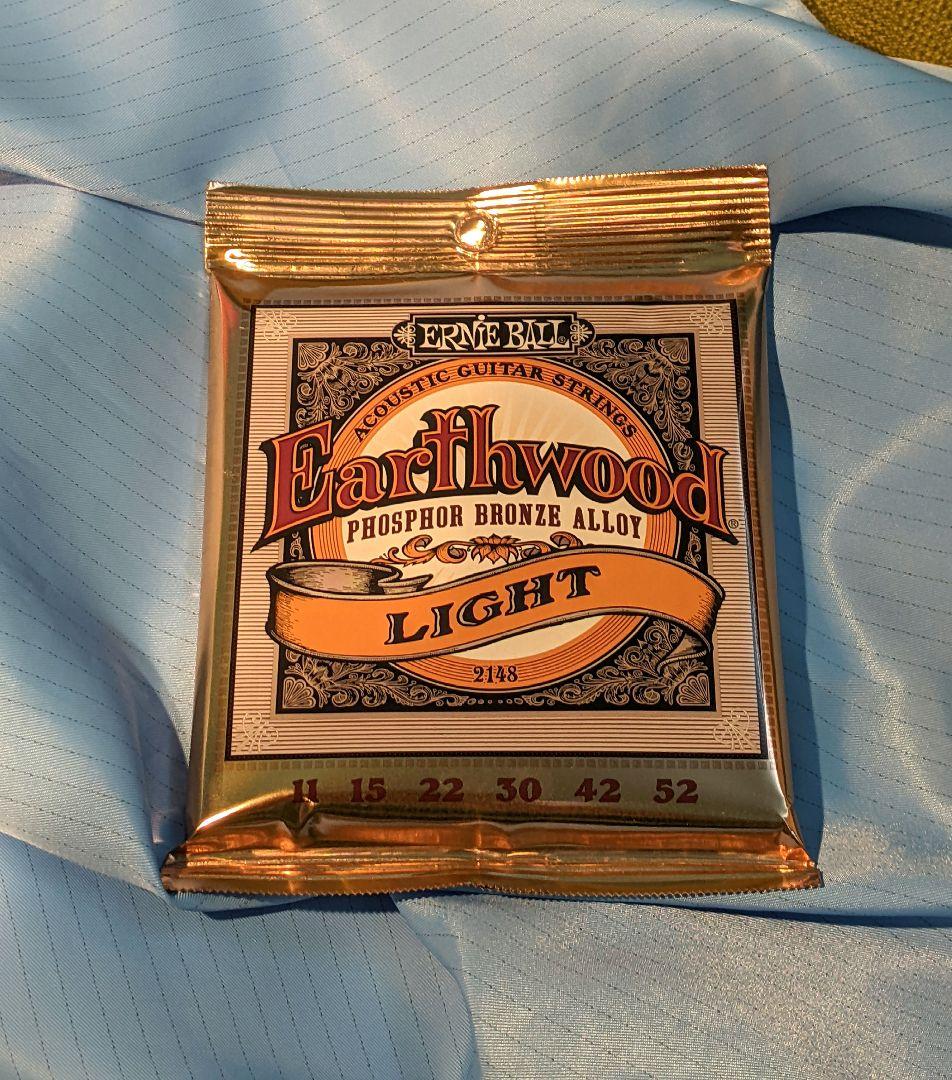 ERNIE BALL®
ACOUSTIC GUITAR STRINGS
Earthwood®
PHOSPHOR BRONZE ALLOY
LIGHT
2148
11 15 22 30 42 52